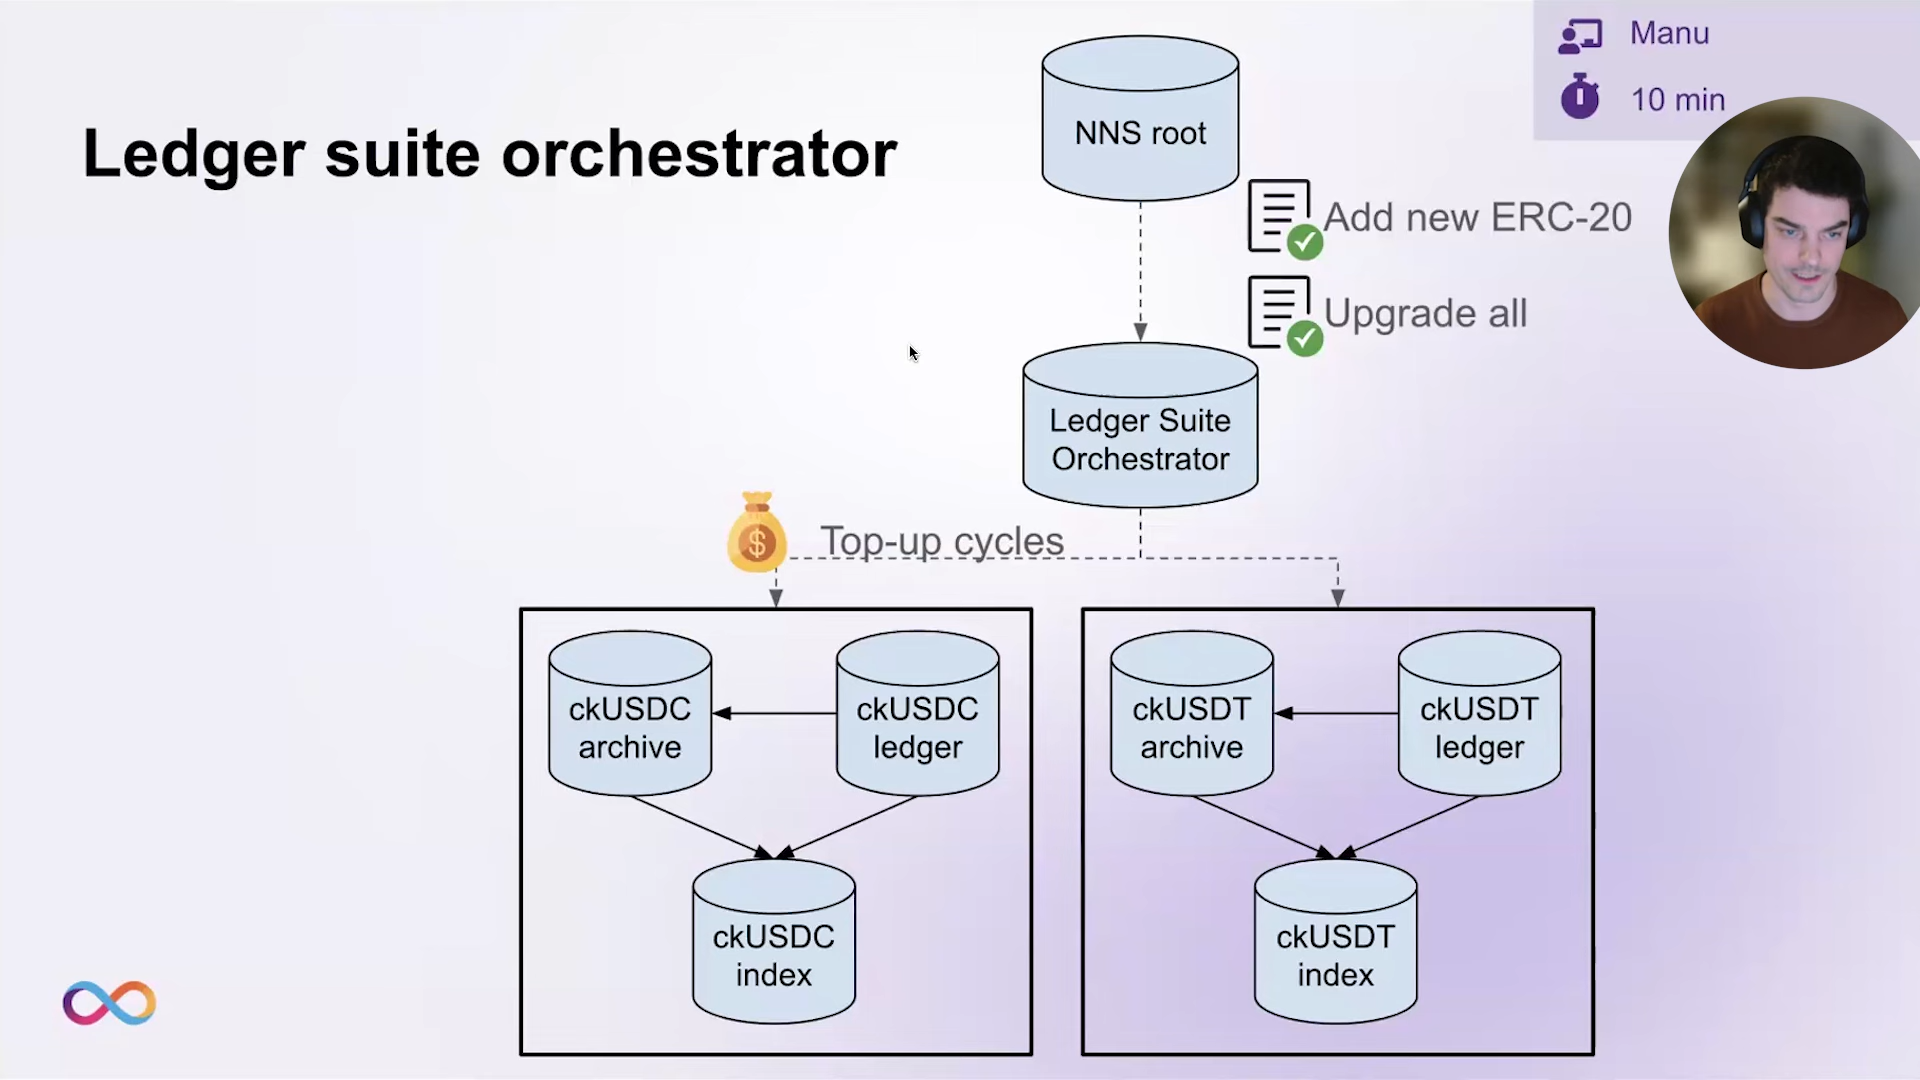 Manu
10 min
Ledger suite orchestrator
NNS root
Add new ERC-20
Upgrade all
Ledger Suite
Orchestrator
$
Top-up cycles
ckUSDC
archive
ckUSDC
ledger
ckUSDC
index
ckUSDT
archive
ckUSDT
ledger
ckUSDT
index